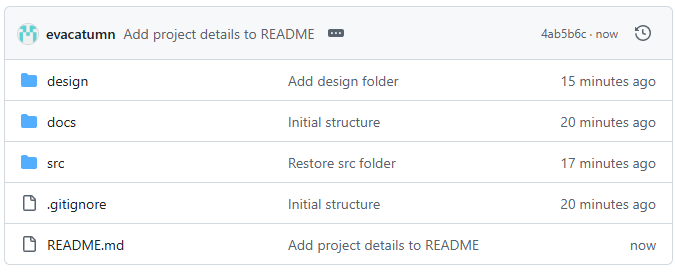 evacatumn Add project details to README 4ab5b6c · now
design Add design folder 15 minutes ago
docs Initial structure 20 minutes ago
src Restore src folder 17 minutes ago
.gitignore Initial structure 20 minutes ago
README.md Add project details to README now